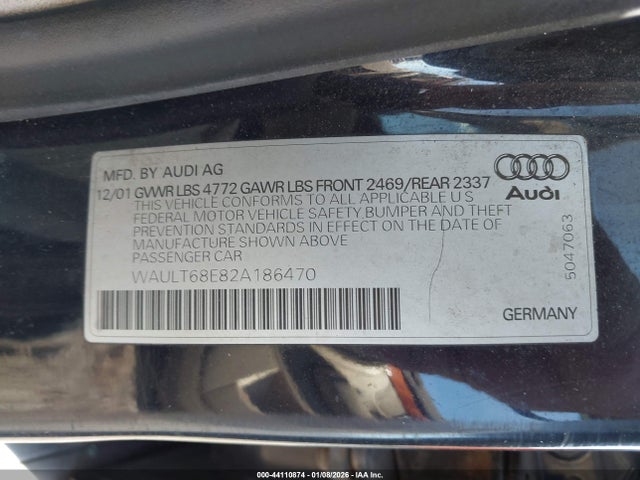 MFD. BY AUDI AG
12/01 GWWR LBS 4772 GAWR LBS FRONT 2469/REAR 2337
THIS VEHICLE CONFORMS TO ALL APPLICABLE U S
FEDERAL MOTOR VEHICLE SAFETY,BUMPER AND THEFT
PREVENTION STANDARDS IN EFFECT ON THE DATE OF
MANUFACTURE SHOWN ABOVE
PASSENGER CAR
WAULT68E82A186470
Audi
5047063
GERMANY
000-44110874 | 01/08/2026 - IAA Inc.